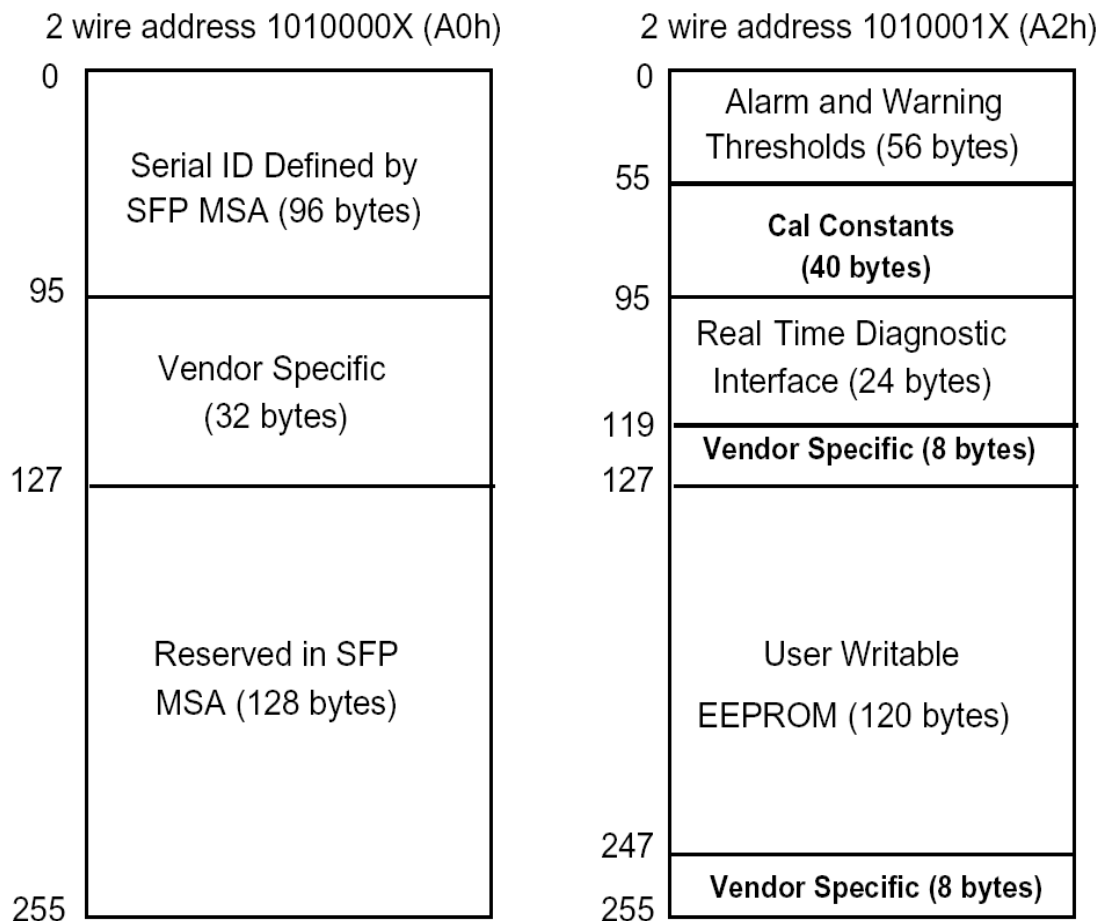 2 wire address 1010000X (A0h)
0
Serial ID Defined by
SFP MSA (96 bytes)
95
Vendor Specific
(32 bytes)
127
Reserved in SFP
MSA (128 bytes)
255
2 wire address 1010001X (A2h)
0
Alarm and Warning
Thresholds (56 bytes)
55
Cal Constants
(40 bytes)
95
Real Time Diagnostic
Interface (24 bytes)
119
Vendor Specific (8 bytes)
127
User Writable
EEPROM (120 bytes)
247
Vendor Specific (8 bytes)
255